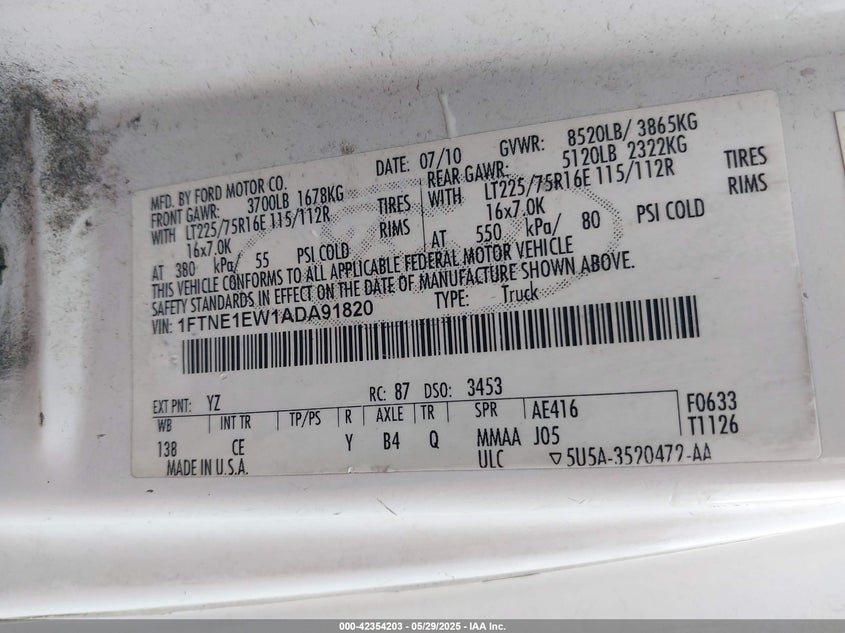 MFD. BY FORD MOTOR CO. DATE: 07/10 GVWR: 8520LB/ 3865KG
FRONT GAWR: 3700LB 1678KG REAR GAWR: 5120LB 2322KG
WITH LT225/75R16E 115/112R TIRES WITH LT225/75R16E 115/112R TIRES
16x7.0K RIMS 16x7.0K RIMS
AT 380 kPa/ 55 PSI COLD AT 550 kPa/ 80 PSI COLD
THIS VEHICLE CONFORMS TO ALL APPLICABLE FEDERAL MOTOR VEHICLE
SAFETY STANDARDS IN EFFECT ON THE DATE OF MANUFACTURE SHOWN ABOVE.
VIN: 1FTNE1EW1ADA91820 TYPE: Truck
EXT PNT: YZ RC: 87 DSO: 3453
WB INT TR TP/PS R AXLE TR SPR AE416 F0633
138 CE Y B4 Q MMAA J05 T1126
MADE IN U.S.A. ULC ▽5U5A-3520472-AA
000-42354203 - 05/29/2025 - IAA Inc.